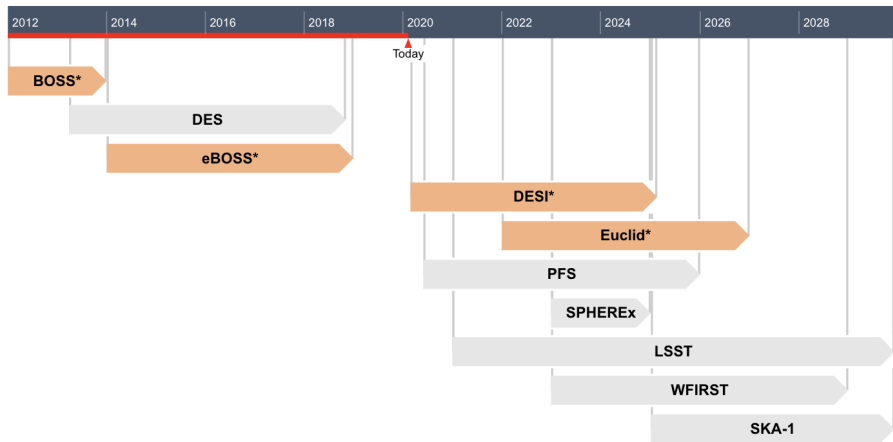 2012 2014 2016 2018 2020 2022 2024 2026 2028
Today
BOSS*
DES
eBOSS*
DESI*
Euclid*
PFS
SPHEREx
LSST
WFIRST
SKA-1